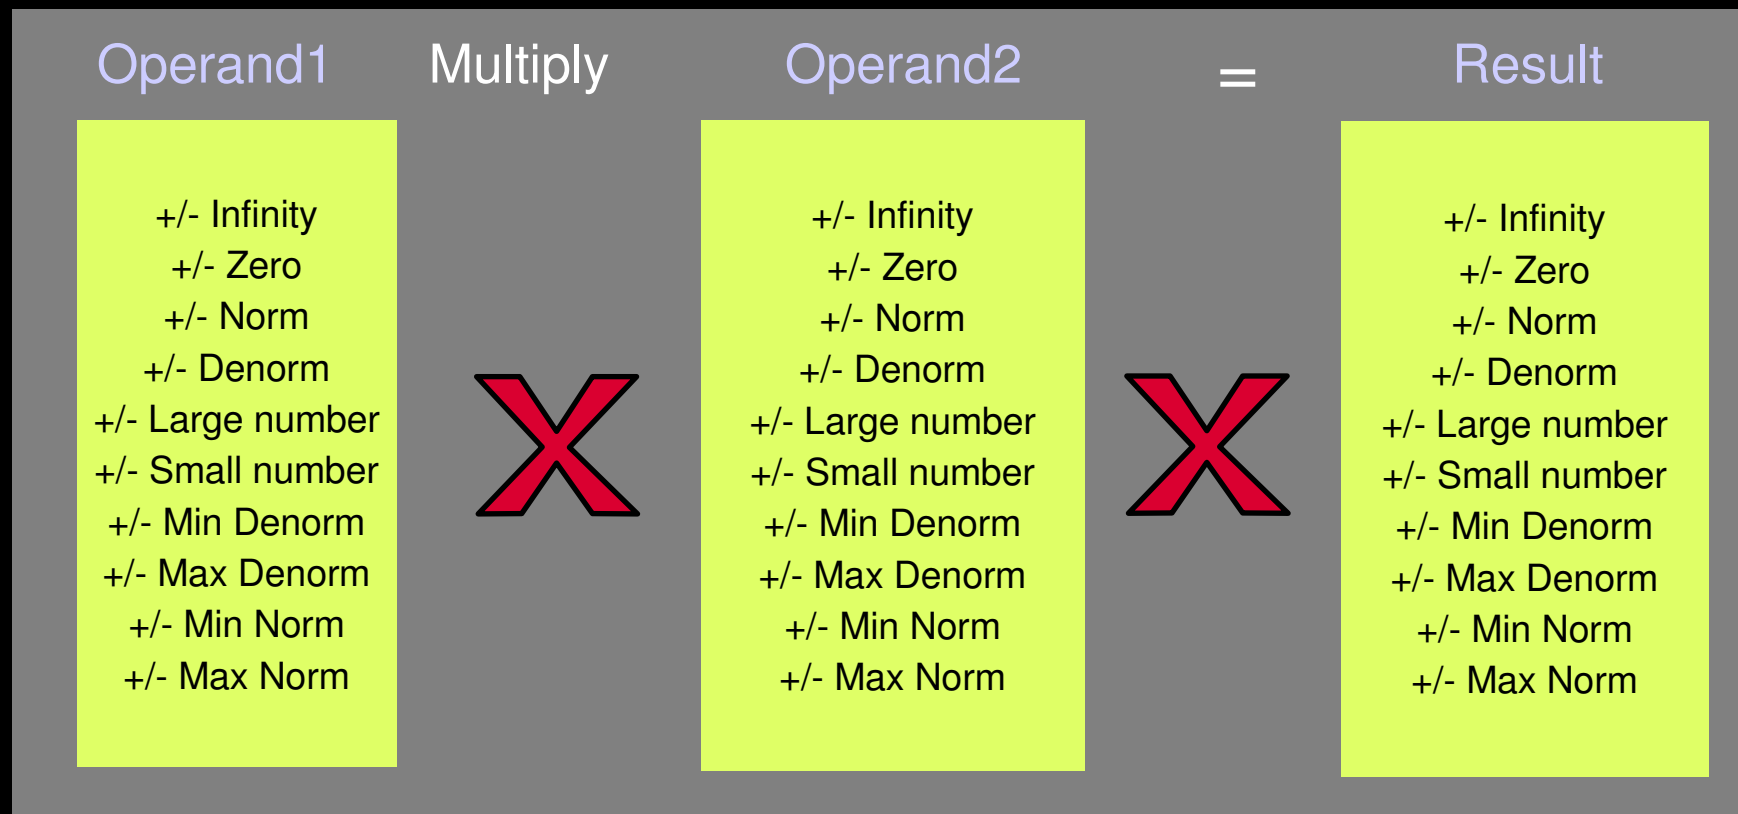 Operand1 Multiply Operand2 = Result
+/- Infinity
+/- Zero
+/- Norm
+/- Denorm
+/- Large number
+/- Small number
+/- Min Denorm
+/- Max Denorm
+/- Min Norm
+/- Max Norm
X
+/- Infinity
+/- Zero
+/- Norm
+/- Denorm
+/- Large number
+/- Small number
+/- Min Denorm
+/- Max Denorm
+/- Min Norm
+/- Max Norm
X
+/- Infinity
+/- Zero
+/- Norm
+/- Denorm
+/- Large number
+/- Small number
+/- Min Denorm
+/- Max Denorm
+/- Min Norm
+/- Max Norm